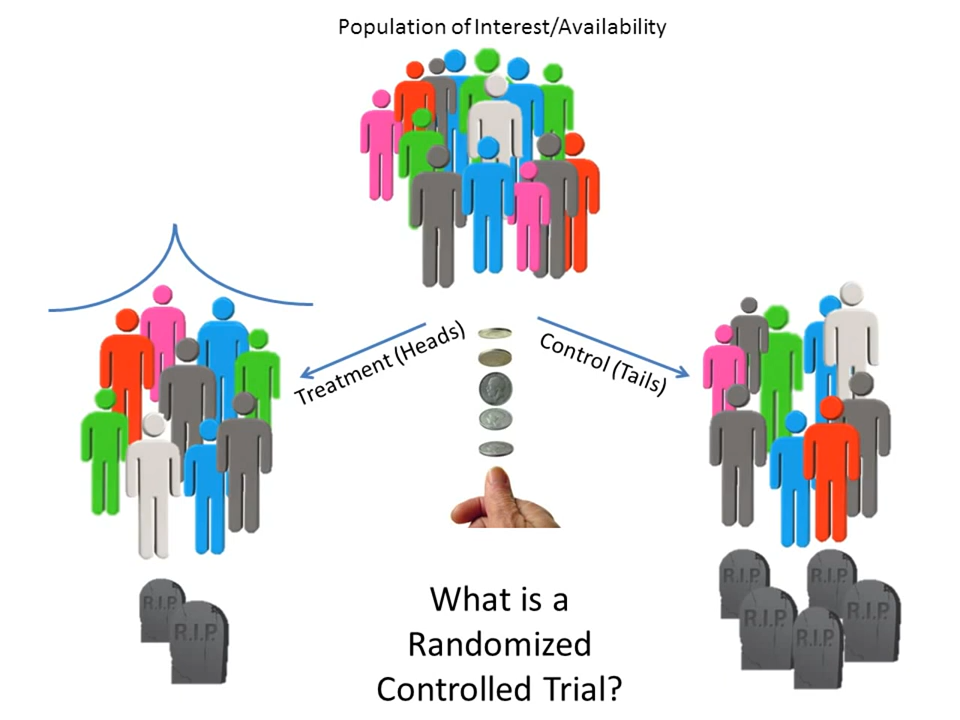 Population of Interest/Availability
Treatment (Heads)
Control (Tails)
R.I.P.
R.I.P.
R.I.P.
R.I.P.
R.I.P.
R.I.P.
R.I.P.
What is a
Randomized
Controlled Trial?